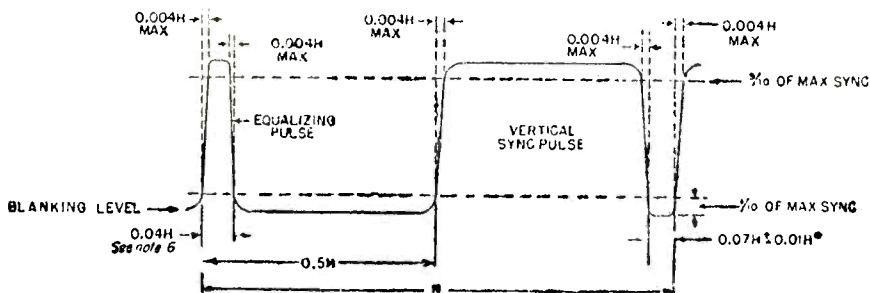 0.004H
MAX
0.004H
MAX
0.004H
MAX
0.004H
MAX
0.004H
MAX
9/10 OF MAX SYNC
EQUALIZING
PULSE
VERTICAL
SYNC PULSE
BLANKING LEVEL
1/10 OF MAX SYNC
0.04H
See note 6
0.07H ± 0.01H
0.5H
H